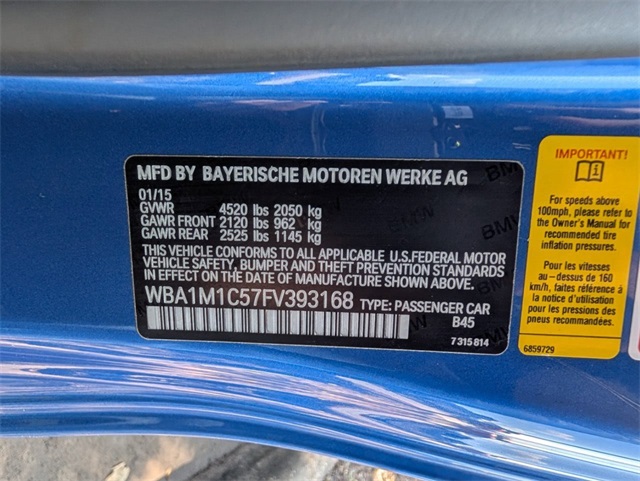 MFD BY BAYERISCHE MOTOREN WERKE AG
01/15
GVWR 4520 lbs 2050 kg
GAWR FRONT 2120 lbs 962 kg
GAWR REAR 2525 lbs 1145 kg
THIS VEHICLE CONFORMS TO ALL APPLICABLE U.S.FEDERAL MOTOR
VEHICLE SAFETY, BUMPER AND THEFT PREVENTION STANDARDS
IN EFFECT ON THE DATE OF MANUFACTURE SHOWN ABOVE.
WBA1M1C57FV393168 TYPE: PASSENGER CAR
B45
7 315 814
IMPORTANT!
For speeds above
100mph, please refer to
the Owner's Manual for
recommended tire
inflation pressures.
Pour les vitesses
au-dessus de 160
km/h, faites référence à
la notice d'utilisation
pour les pressions des
pneus recommandées.
6859729